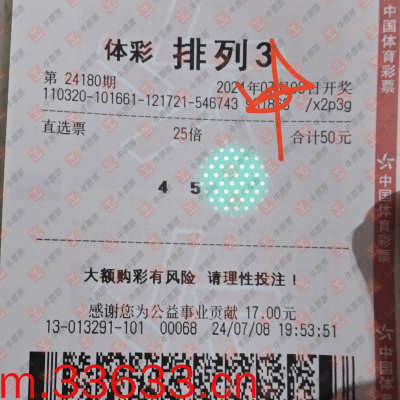 体彩 排列3
第 24180期
日开奖
110320-101661-121721-546743
/x2p3g
直选票 25倍 合计50元
4 5
大额购彩有风险 请理性投注！
感谢您为公益事业贡献 17.00元
13-013291-101 00068 24/07/08 19:53:51
m.33633.cn
中国体育彩票
中国体育彩票
中